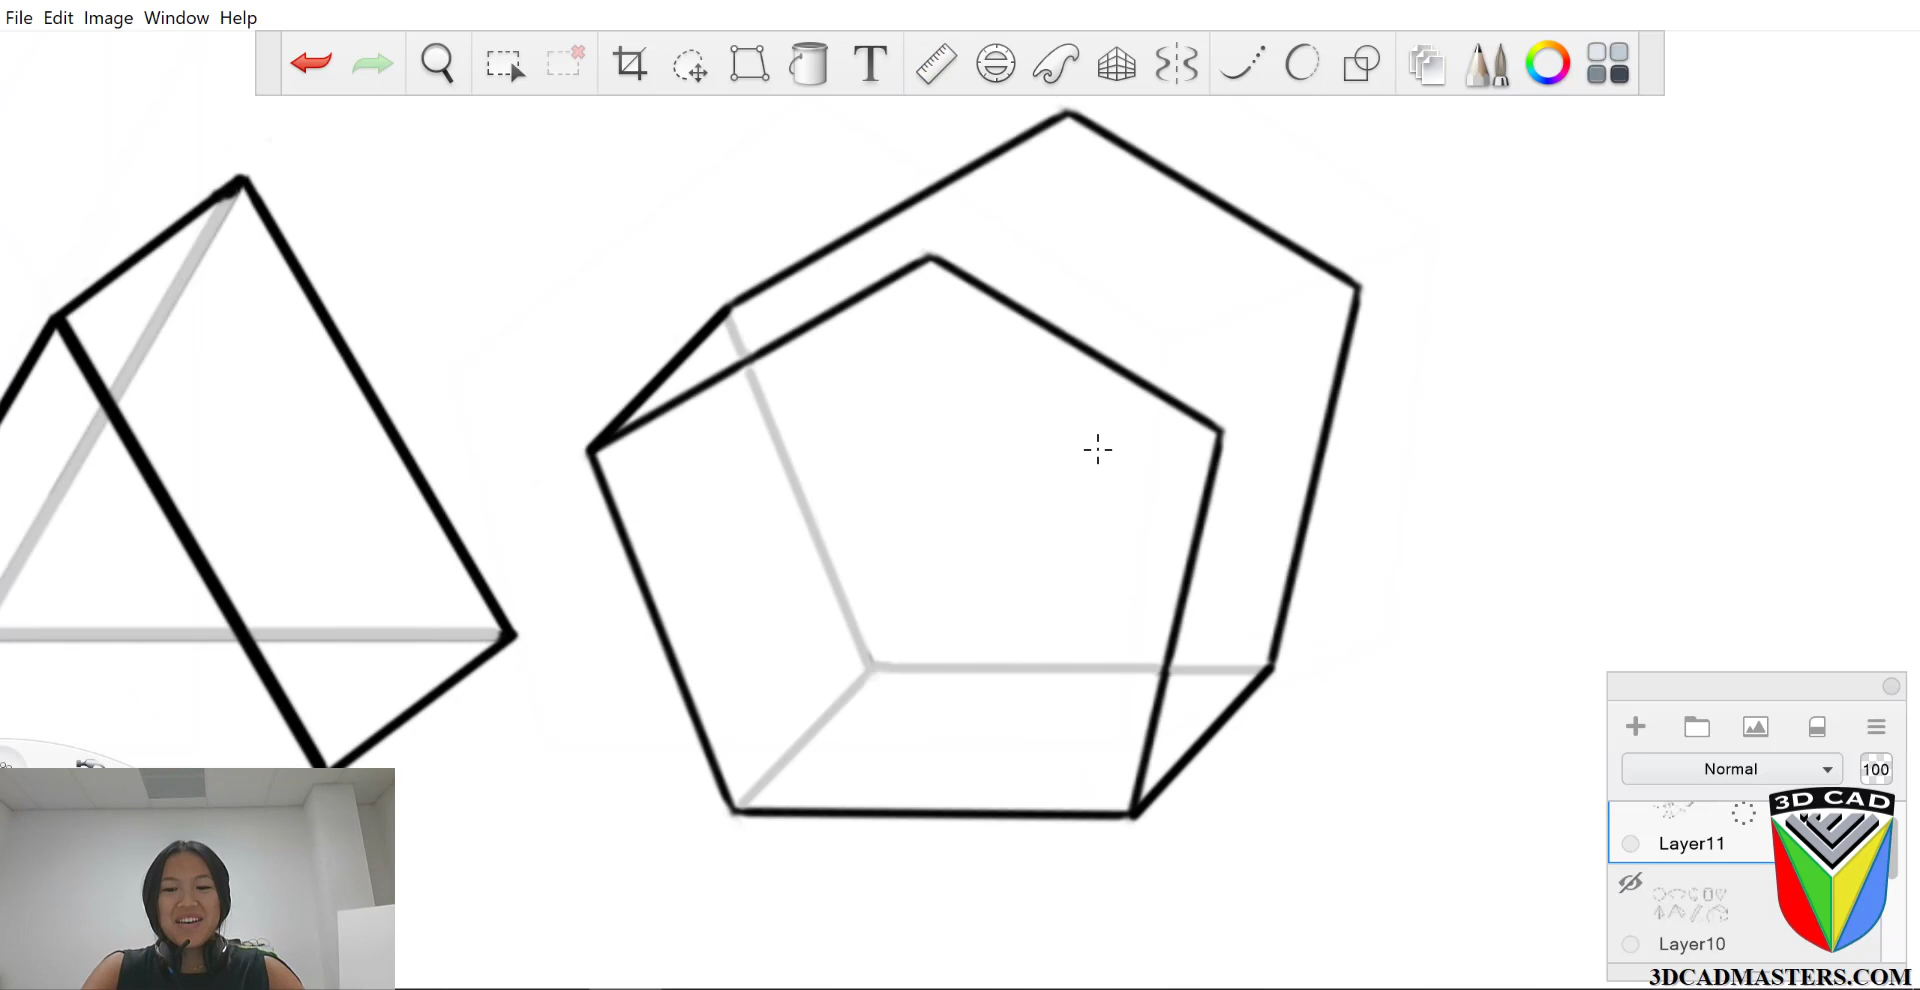 File Edit Image Window Help
T
Normal
100
3D CAD
Layer11
Layer10
3DCADMASTERS.COM